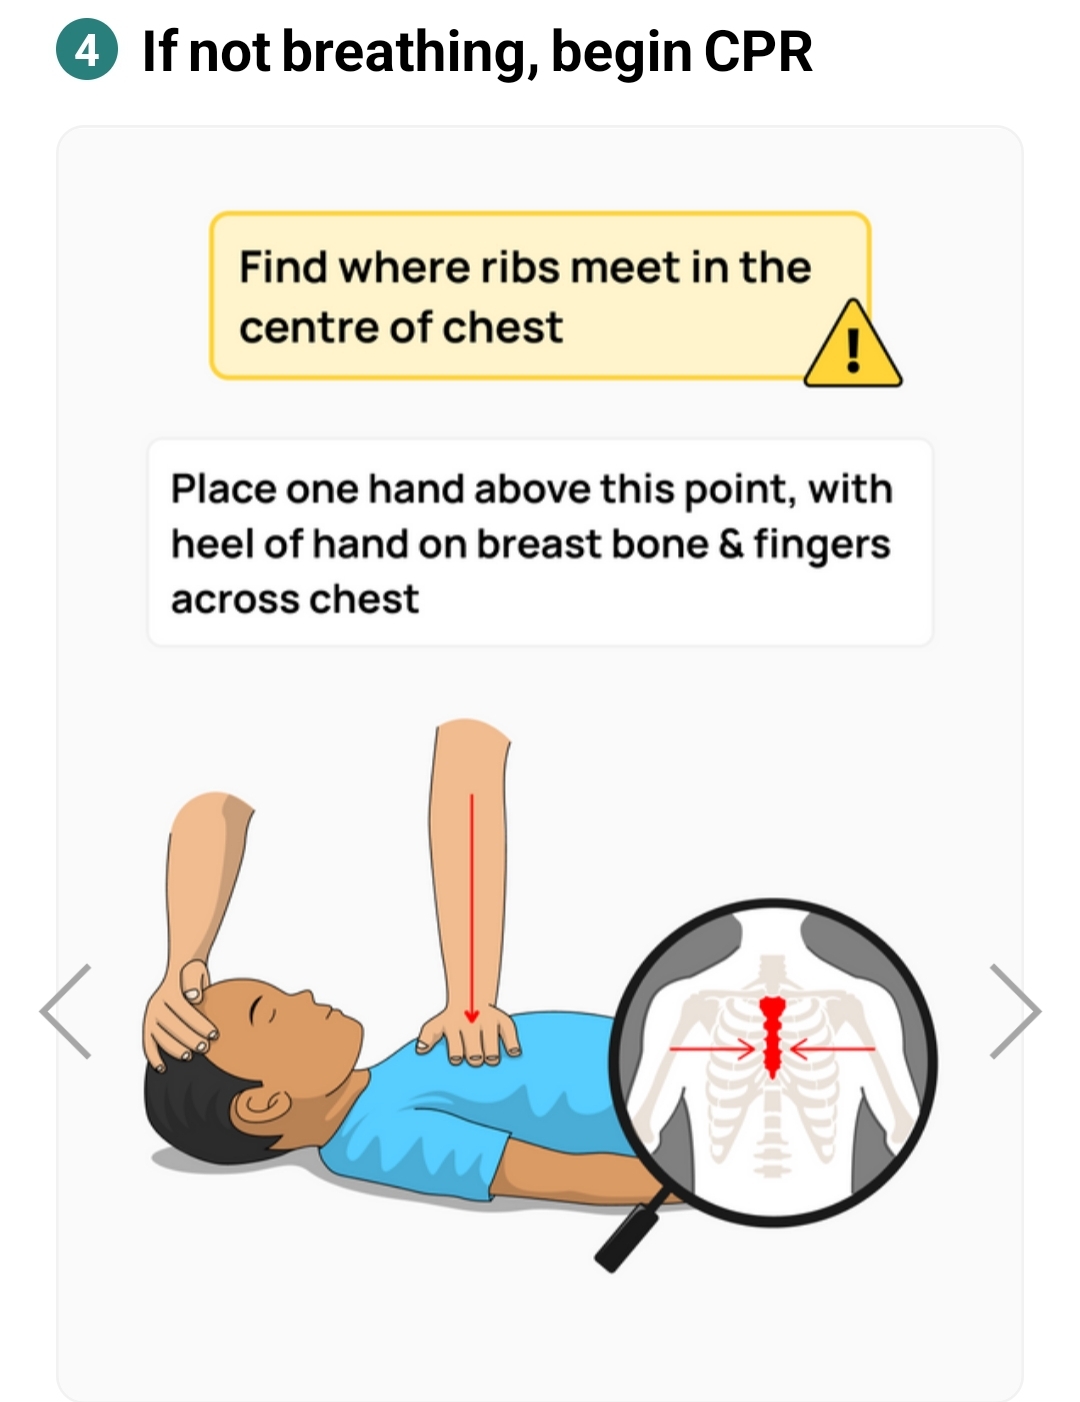 4 If not breathing, begin CPR
Find where ribs meet in the
centre of chest
!
Place one hand above this point, with
heel of hand on breast bone & fingers
across chest